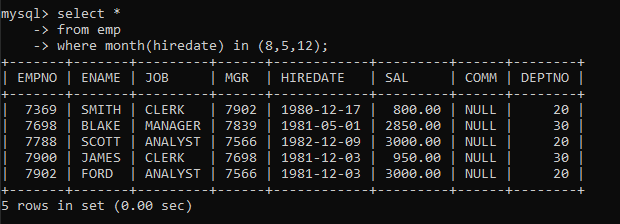 mysql> select *
    -> from emp
    -> where month(hiredate) in (8,5,12);
+-------+-------+---------+------+------------+---------+------+--------+
| EMPNO | ENAME | JOB     | MGR  | HIREDATE   | SAL     | COMM | DEPTNO |
+-------+-------+---------+------+------------+---------+------+--------+
|  7369 | SMITH | CLERK   | 7902 | 1980-12-17 |  800.00 | NULL |     20 |
|  7698 | BLAKE | MANAGER | 7839 | 1981-05-01 | 2850.00 | NULL |     30 |
|  7788 | SCOTT | ANALYST | 7566 | 1982-12-09 | 3000.00 | NULL |     20 |
|  7900 | JAMES | CLERK   | 7698 | 1981-12-03 |  950.00 | NULL |     30 |
|  7902 | FORD  | ANALYST | 7566 | 1981-12-03 | 3000.00 | NULL |     20 |
+-------+-------+---------+------+------------+---------+------+--------+
5 rows in set (0.00 sec)